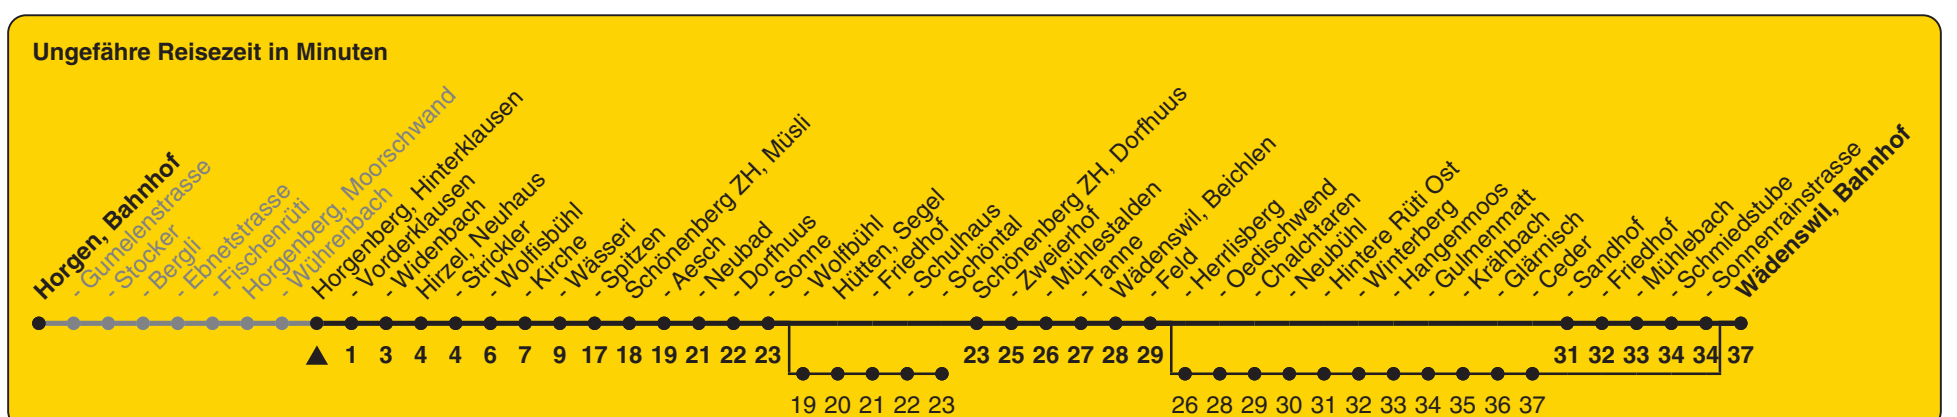 Ungefähre Reisezeit in Minuten
Horgen, Bahnhof
- Gumelenstrasse
- Stocker
- Bergli
- Ebnetstrasse
- Fischenrüti
Horgenberg, Moorschwand
- Wührenbach
Horgenberg, Hinterklausen
- Vorderklausen
- Widenbach
Hirzel, Neuhaus
- Strickler
- Wolfisbühl
- Kirche
- Wässeri
- Spitzen
Schönenberg ZH, Müsli
- Aesch
- Neubad
- Dorfhuus
- Sonne
- Wolfbühl
Hütten, Segel
- Friedhof
- Schulhaus
- Schöntal
Schönenberg ZH, Dorfhuus
- Zweierhof
- Mühlestalden
- Tanne
Wädenswil, Beichlen
- Feld
- Herrlisberg
- Oedischwend
- Chalchtaren
- Neubühl
- Hintere Rüti Ost
- Winterberg
- Hangenmoos
- Gulmenmatt
- Krähbach
- Glärnisch
- Ceder
- Sandhof
- Friedhof
- Mühlebach
- Schmiedstube
- Sonnenrainstrasse
Wädenswil, Bahnhof
1 3 4 4 6 7 9 17 18 19 21 22 23 23 25 26 27 28 29 31 32 33 34 34 37
19 20 21 22 23 26 28 29 30 31 32 33 34 35 36 37